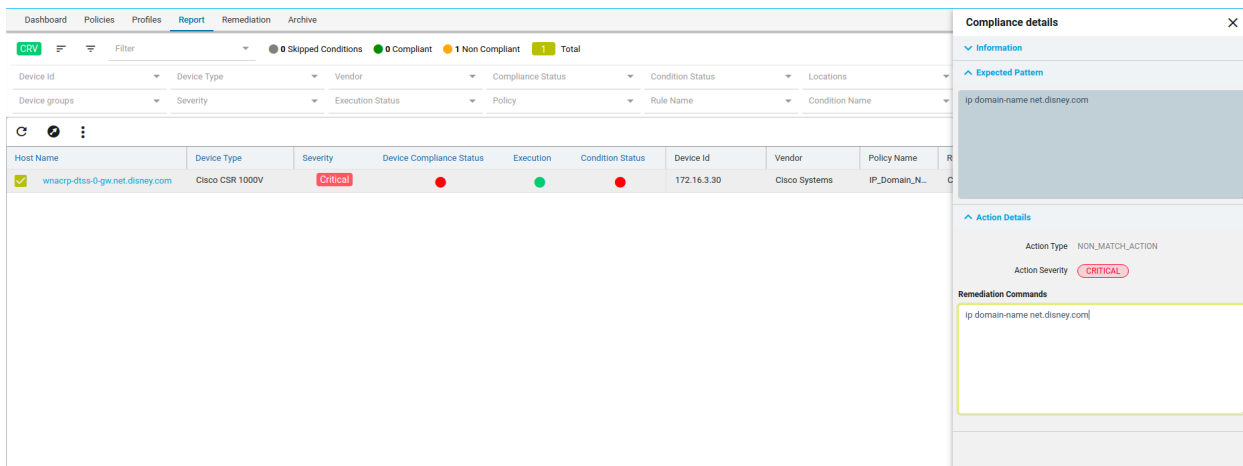 Dashboard Policies Profiles Report Remediation Archive
Compliance details
CRV Filter 0 Skipped Conditions 0 Compliant 1 Non Compliant 1 Total
Information
Device Id Device Type Vendor Compliance Status Condition Status Locations
Expected Pattern
Device groups Severity Execution Status Policy Rule Name Condition Name
ip domain-name net.disney.com
Host Name Device Type Severity Device Compliance Status Execution Condition Status Device Id Vendor Policy Name R
wnacrp-dtss-0-gw.net.disney.com Cisco CSR 1000V Critical 172.16.3.30 Cisco Systems IP_Domain_N... C
Action Details
Action Type NON_MATCH_ACTION
Action Severity CRITICAL
Remediation Commands
ip domain-name net.disney.com